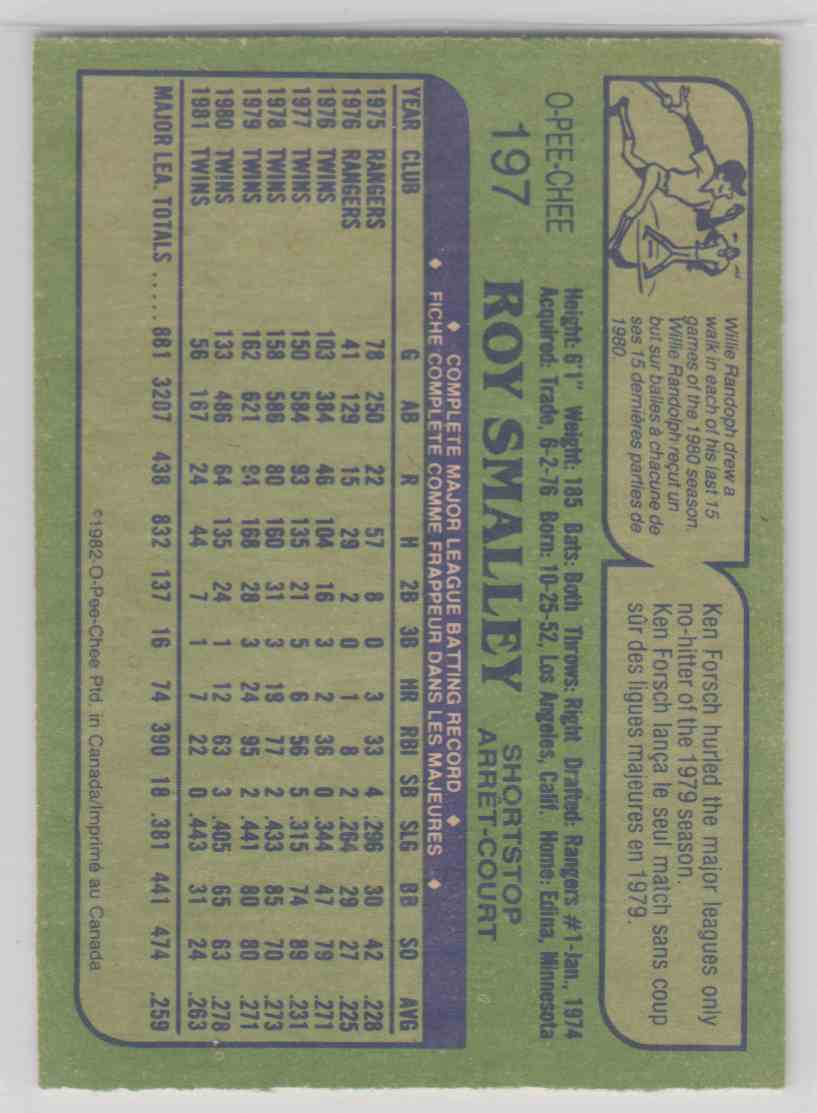 Willie Randoph drew a
walk in each of his last 15
games of the 1980 season.
Willie Randolph reçut un
but sur balles à chacune de
ses 15 dernières parties de
1980.
Ken Forsch hurled the major leagues only
no-hitter of the 1979 season.
Ken Forsch lança le seul match sans coup
sûr des ligues majeures en 1979.
O-PEE-CHEE
197
Height: 6'1" Weight: 185 Bats: Both Throws: Right Drafted: Rangers #1-Jan., 1974
Acquired: Trade, 6-2-76 Born: 10-25-52, Los Angeles, Calif. Home: Edina, Minnesota
ROY SMALLEY
SHORTSTOP
ARRÊT-COURT
♦ COMPLETE MAJOR LEAGUE BATTING RECORD ♦
♦ FICHE COMPLÈTE COMME FRAPPEUR DANS LES MAJEURES ♦
YEAR CLUB G AB R H 2B 3B HR RBI SB SLG BB SO AVG
1975 RANGERS 78 250 22 57 8 0 3 33 4 .296 30 42 .228
1976 RANGERS 41 129 15 29 2 0 1 8 2 .264 29 27 .225
1976 TWINS 103 384 46 104 16 3 2 36 0 .344 47 79 .271
1977 TWINS 150 584 93 135 21 5 6 56 5 .315 74 89 .231
1978 TWINS 158 586 80 160 31 3 19 77 2 .433 85 70 .273
1979 TWINS 162 621 94 168 28 3 24 95 2 .441 80 80 .271
1980 TWINS 133 486 64 135 24 1 12 63 3 .405 65 63 .278
1981 TWINS 56 167 24 44 7 1 7 22 0 .443 31 24 .263
MAJOR LEA. TOTALS ..... 881 3207 438 832 137 16 74 390 18 .381 441 474 .259
©1982-O-Pee-Chee Ptd. in Canada/Imprimé au Canada